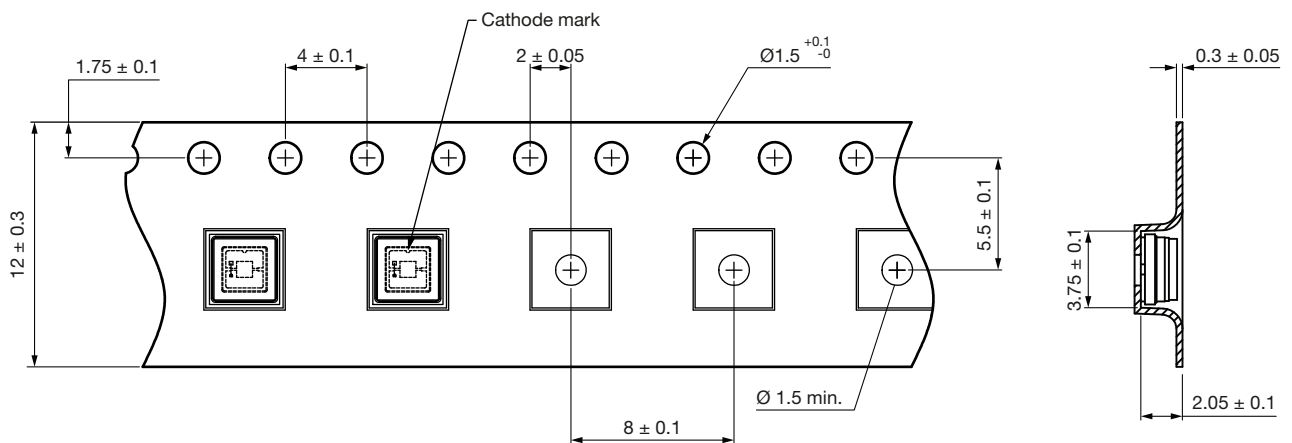 Cathode mark
1.75 ± 0.1
4 ± 0.1
2 ± 0.05
Ø1.5 +0.1 -0
0.3 ± 0.05
12 ± 0.3
5.5 ± 0.1
3.75 ± 0.1
Ø 1.5 min.
8 ± 0.1
2.05 ± 0.1